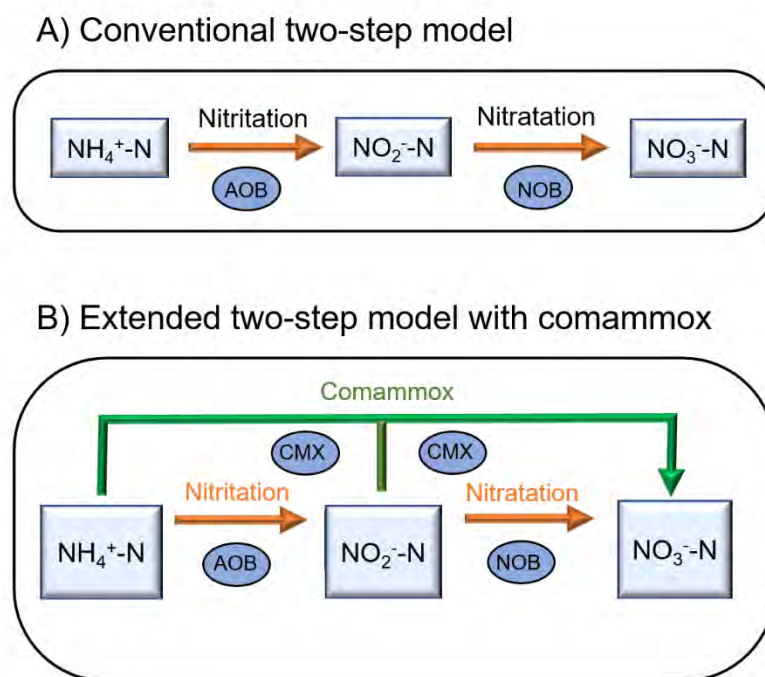 A) Conventional two-step model
Nitritation
Nitratation
NH₄⁺-N
NO₂⁻-N
NO₃⁻-N
AOB
NOB
B) Extended two-step model with comammox
Comammox
CMX
CMX
Nitritation
Nitratation
NH₄⁺-N
NO₂⁻-N
NO₃⁻-N
AOB
NOB